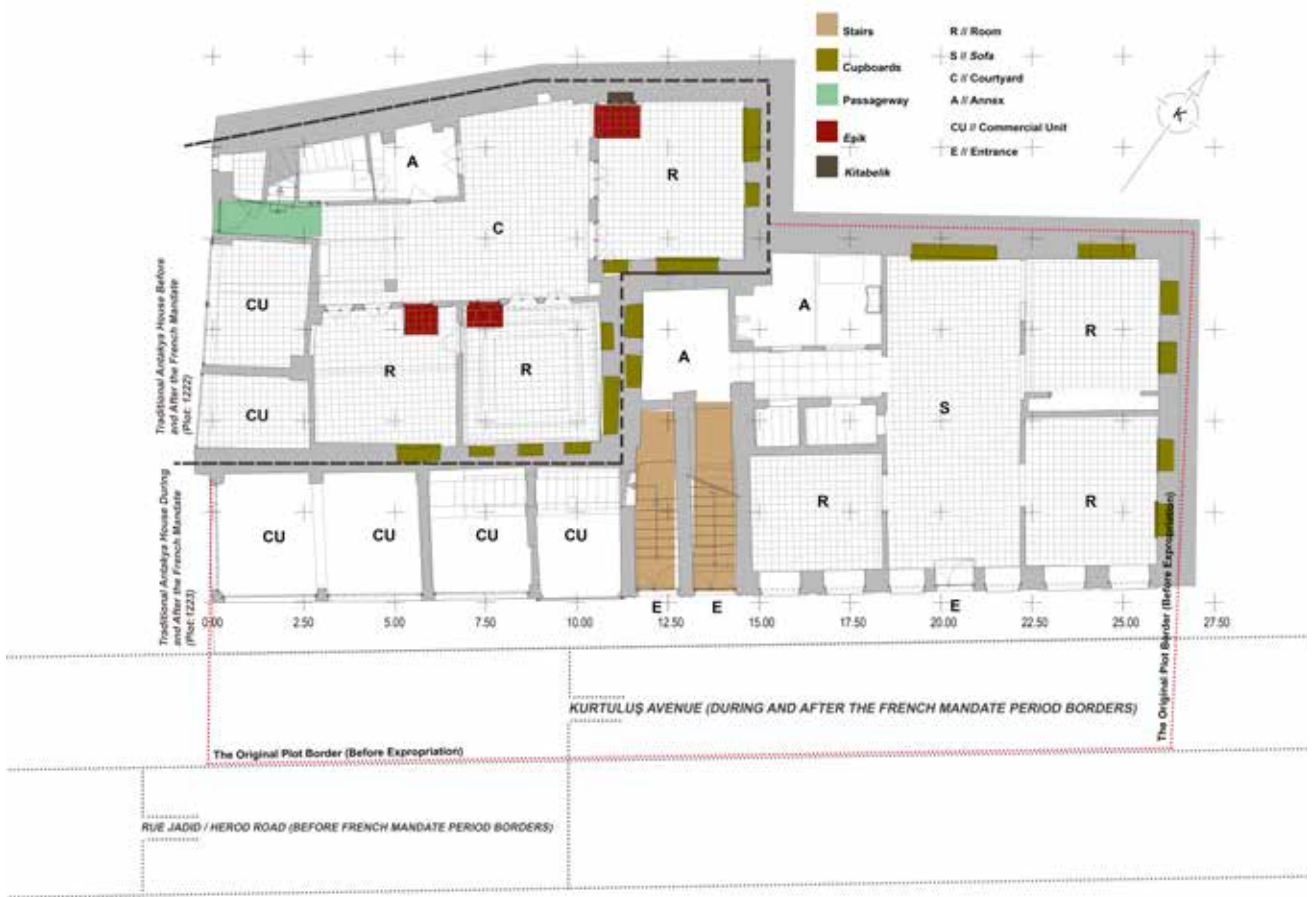 Stairs
Cupboards
Passageway
Epik
Kitabelik
R // Room
S // Sofa
C // Courtyard
A // Annex
CU // Commercial Unit
E // Entrance
K
A
R
C
CU
A
R
R
R
A
CU
S
R
R
CU
CU
CU
CU
E
E
E
0.00
2.50
5.00
7.50
10.00
12.50
15.00
17.50
20.00
22.50
25.00
27.50
Traditional Antakya House Before
and After the French Mandate
(Plot: 1222)
Traditional Antakya House During
and After the French Mandate
(Plot: 1223)
The Original Plot Border (Before Expropriation)
KURTULUŞ AVENUE (DURING AND AFTER THE FRENCH MANDATE PERIOD BORDERS)
The Original Plot Border (Before Expropriation)
RUE JADID / HEROD ROAD (BEFORE FRENCH MANDATE PERIOD BORDERS)